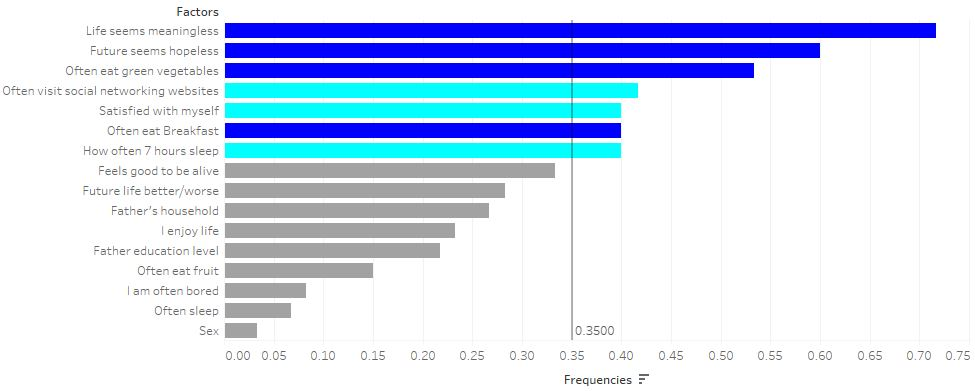 Factors
Life seems meaningless
Future seems hopeless
Often eat green vegetables
Often visit social networking websites
Satisfied with myself
Often eat Breakfast
How often 7 hours sleep
Feels good to be alive
Future life better/worse
Father's household
I enjoy life
Father education level
Often eat fruit
I am often bored
Often sleep
Sex
0.3500
0.00 0.05 0.10 0.15 0.20 0.25 0.30 0.35 0.40 0.45 0.50 0.55 0.60 0.65 0.70 0.75
Frequencies